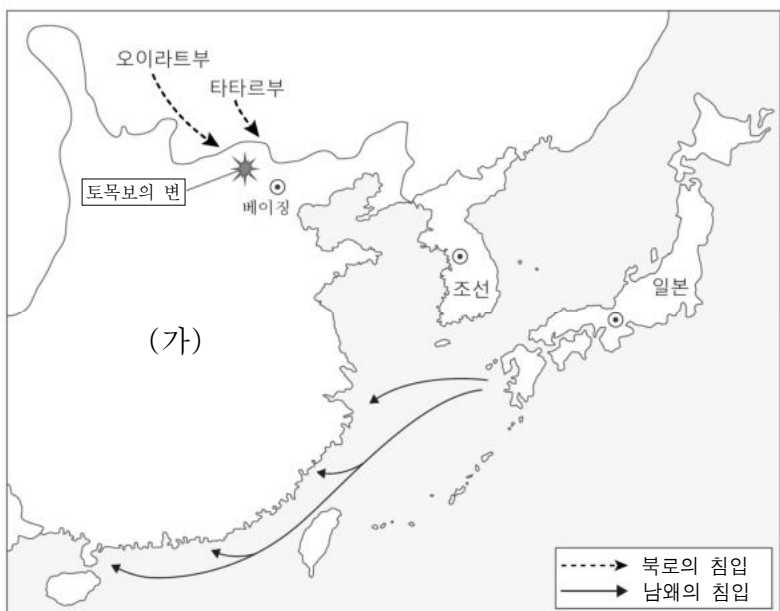 오이라트부
타타르부
토목보의 변
베이징
조선
일본
(가)
북로의 침입
남왜의 침입